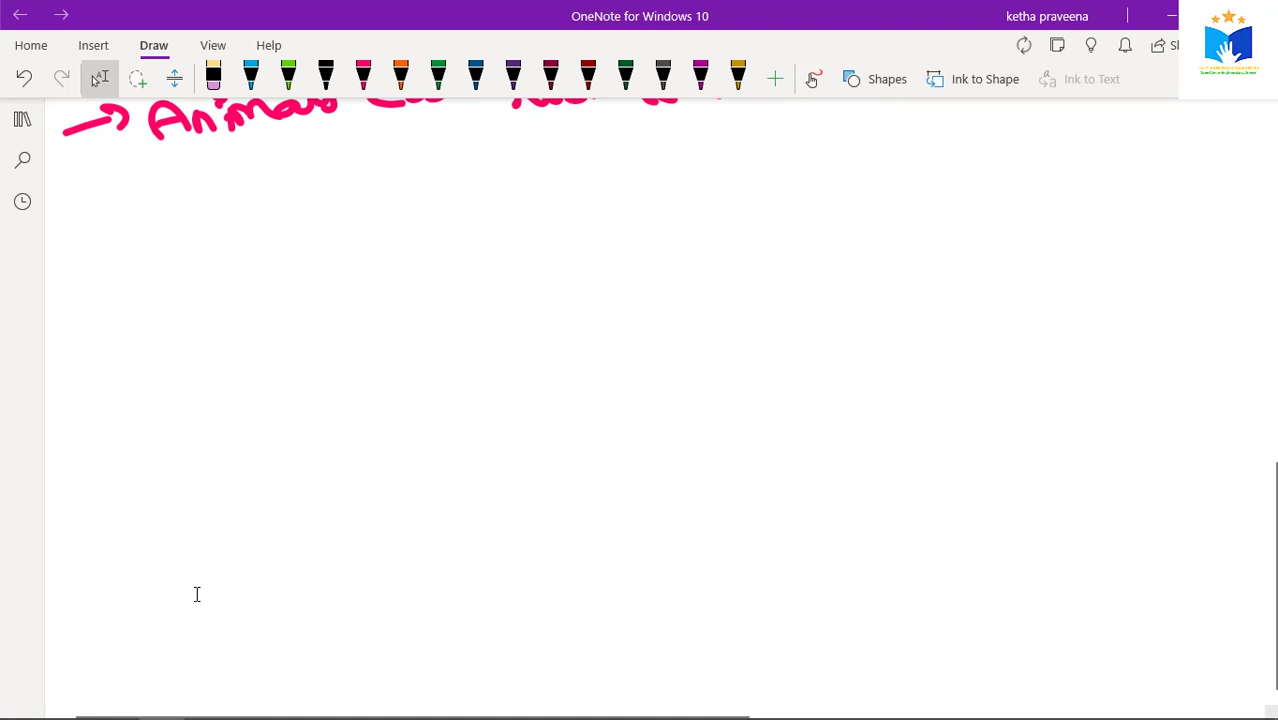 OneNote for Windows 10
ketha praveena
Home Insert Draw View Help
Shapes
Ink to Shape
Ink to Text
→ Animals